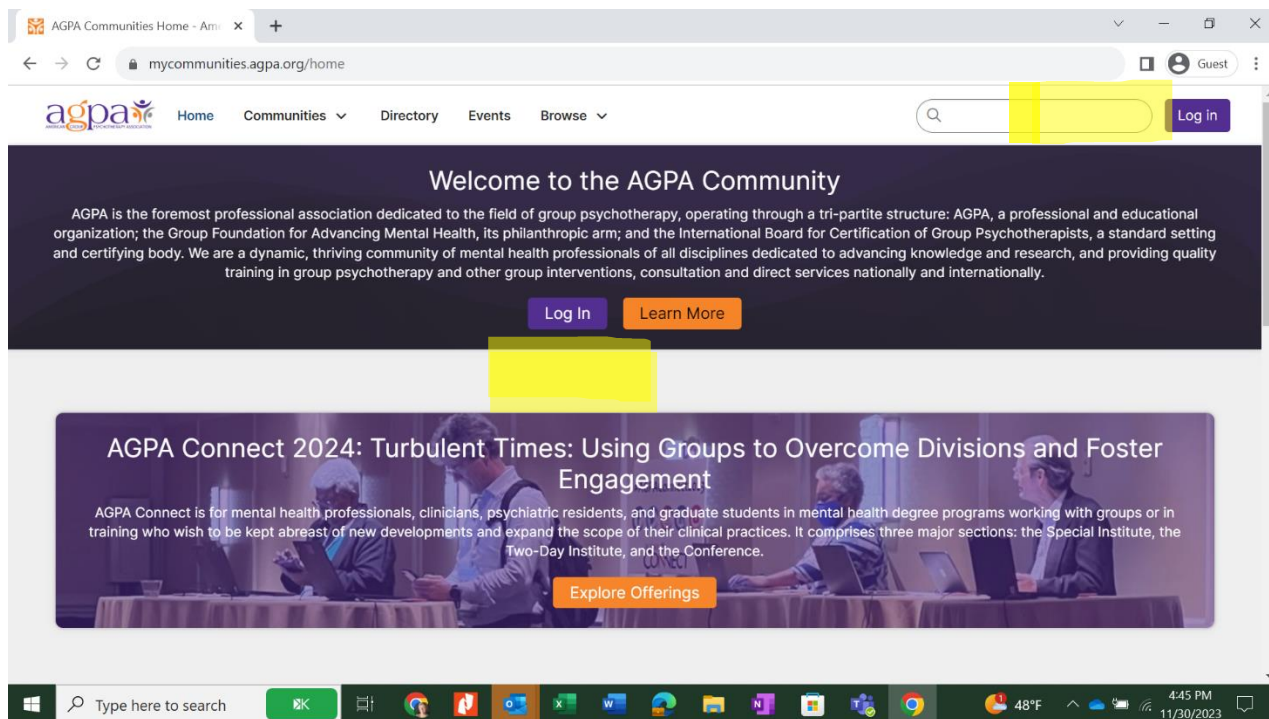 AGPA Communities Home - Am
mycommunities.agpa.org/home
Guest
agpa
AMERICAN GROUP PSYCHOTHERAPY ASSOCIATION
Home Communities Directory Events Browse
Log in
Welcome to the AGPA Community
AGPA is the foremost professional association dedicated to the field of group psychotherapy, operating through a tri-partite structure: AGPA, a professional and educational
organization; the Group Foundation for Advancing Mental Health, its philanthropic arm; and the International Board for Certification of Group Psychotherapists, a standard setting
and certifying body. We are a dynamic, thriving community of mental health professionals of all disciplines dedicated to advancing knowledge and research, and providing quality
training in group psychotherapy and other group interventions, consultation and direct services nationally and internationally.
Log In Learn More
AGPA Connect 2024: Turbulent Times: Using Groups to Overcome Divisions and Foster
Engagement
AGPA Connect is for mental health professionals, clinicians, psychiatric residents, and graduate students in mental health degree programs working with groups or in
training who wish to be kept abreast of new developments and expand the scope of their clinical practices. It comprises three major sections: the Special Institute, the
Two-Day Institute, and the Conference.
CONNECT
Explore Offerings
Type here to search
48°F
4:45 PM
11/30/2023